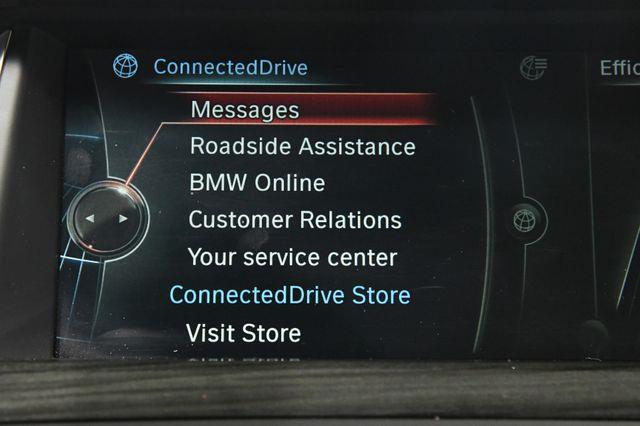 ConnectedDrive
Effic
Messages
Roadside Assistance
BMW Online
Customer Relations
Your service center
ConnectedDrive Store
Visit Store